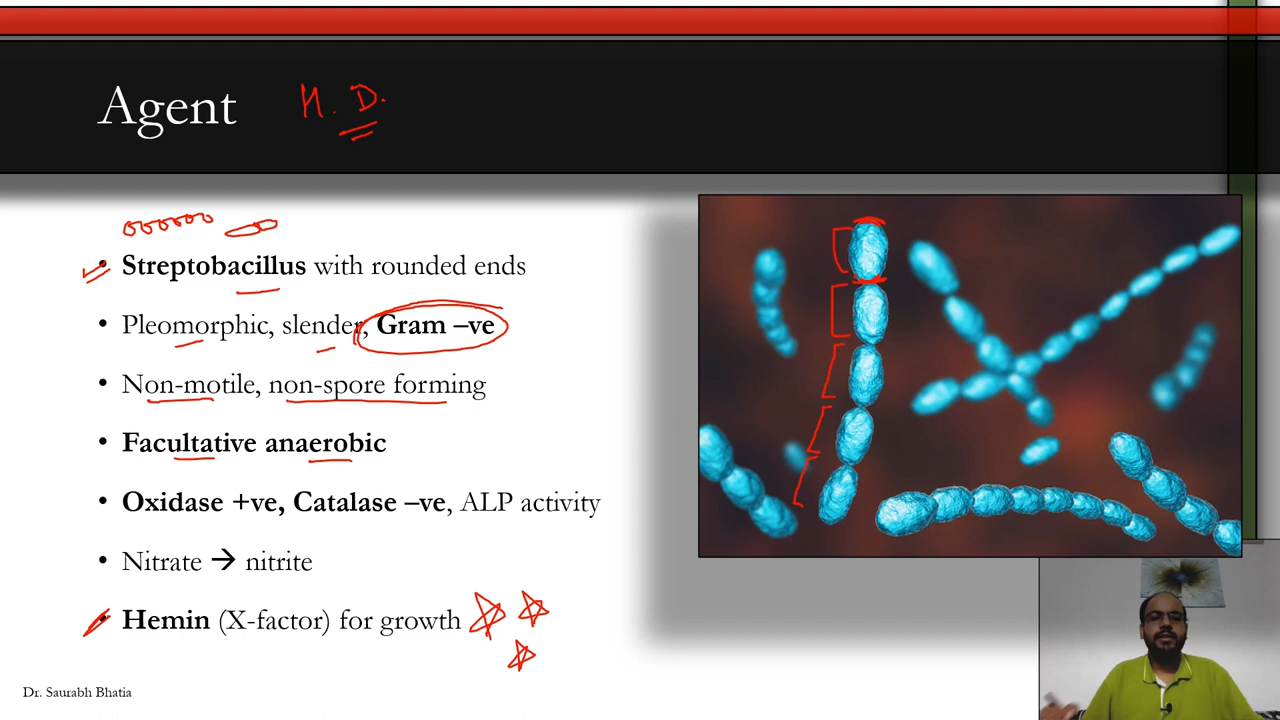 Agent H. D.
• Streptobacillus with rounded ends
• Pleomorphic, slender, Gram –ve
• Non-motile, non-spore forming
• Facultative anaerobic
• Oxidase +ve, Catalase –ve, ALP activity
• Nitrate → nitrite
• Hemin (X-factor) for growth
Dr. Saurabh Bhatia